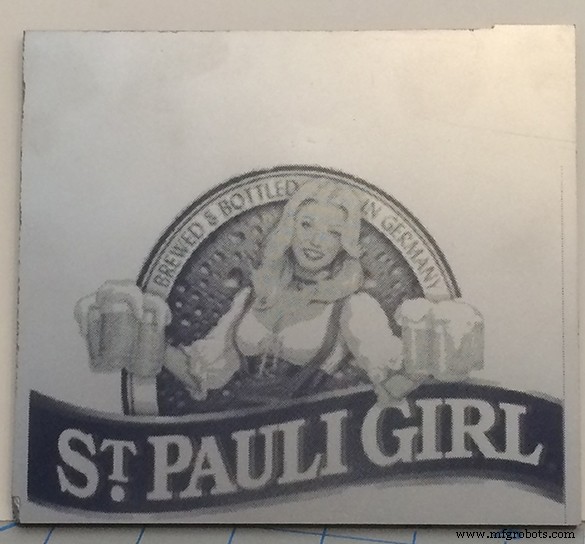 BREWED & BOTTLED IN GERMANY
ST. PAULI GIRL
www.mfgrobots.com